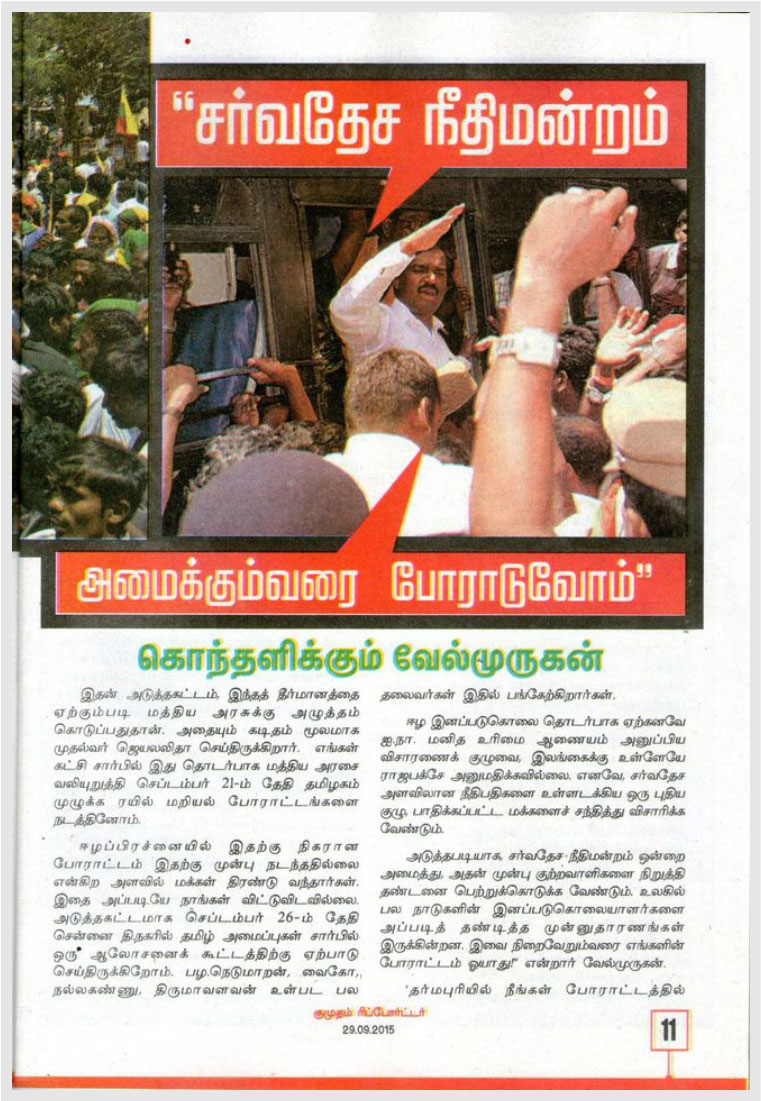 “சர்வதேச நீதிமன்றம்
அமைக்கும்வரை போராடுவோம்”
கொந்தளிக்கும் வேல்முருகன்
இதன் அடுத்தகட்டம், இந்தத் தீர்மானத்தை
ஏற்கும்படி மத்திய அரசுக்கு அழுத்தம்
கொடுப்பதுதான். அதையும் கடிதம் மூலமாக
முதல்வர் ஜெயலலிதா செய்திருக்கிறார். எங்கள்
கட்சி சார்பில் இது தொடர்பாக மத்திய அரசை
வலியுறுத்தி செப்டம்பர் 21-ம் தேதி தமிழகம்
முழுக்க ரயில் மறியல் போராட்டங்களை
நடத்தினோம்.
ஈழப்பிரச்னையில் இதற்கு நிகரான
போராட்டம் இதற்கு முன்பு நடந்ததில்லை
என்கிற அளவில் மக்கள் திரண்டு வந்தார்கள்.
இதை அப்படியே நாங்கள் விட்டுவிடவில்லை.
அடுத்தகட்டமாக செப்டம்பர் 26-ம் தேதி
சென்னை தி.நகரில் தமிழ் அமைப்புகள் சார்பில்
ஒரு ஆலோசனைக் கூட்டத்திற்கு ஏற்பாடு
செய்திருக்கிறோம். பழ.நெடுமாறன், வைகோ,
நல்லகண்ணு, திருமாவளவன் உள்பட பல
தலைவர்கள் இதில் பங்கேற்கிறார்கள்.
ஈழ இனப்படுகொலை தொடர்பாக ஏற்கனவே
ஐ.நா. மனித உரிமை ஆணையம் அனுப்பிய
விசாரணைக் குழுவை, இலங்கைக்கு உள்ளேயே
ராஜபக்சே அனுமதிக்கவில்லை. எனவே, சர்வதேச
அளவிலான நீதிபதிகளை உள்ளடக்கிய ஒரு புதிய
குழு, பாதிக்கப்பட்ட மக்களைச் சந்தித்து விசாரிக்க
வேண்டும்.
அடுத்தபடியாக, சர்வதேச நீதிமன்றம் ஒன்றை
அமைத்து, அதன் முன்பு குற்றவாளிகளை நிறுத்தி
தண்டனை பெற்றுக்கொடுக்க வேண்டும். உலகில்
பல நாடுகளின் இனப்படுகொலையாளர்களை
அப்படித் தண்டித்த முன்னுதாரணங்கள்
இருக்கின்றன. இவை நிறைவேறும்வரை எங்களின்
போராட்டம் ஓயாது!” என்றார் வேல்முருகன்.
‘தர்மபுரியில் நீங்கள் போராட்டத்தில்
குமுதம் ரிப்போர்ட்டர்
29.09.2015
11